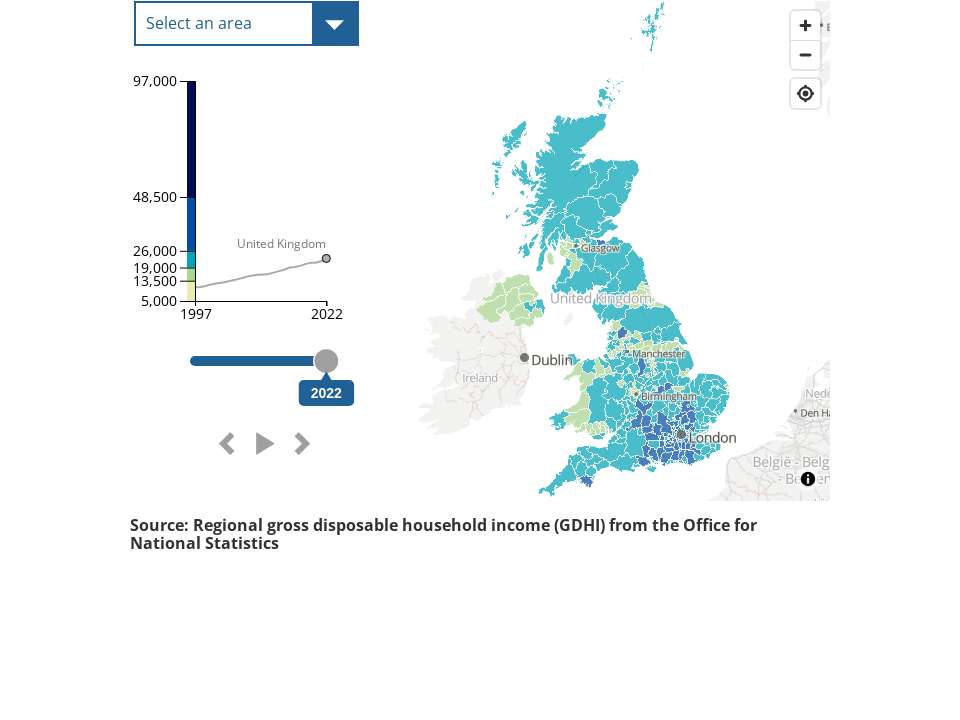 Select an area
97,000
48,500
26,000
19,000
13,500
5,000
United Kingdom
1997
2022
2022
Glasgow
United Kingdom
Dublin
Manchester
Ireland
Birmingham
London
Nede
Den Ha
België - Belg
Source: Regional gross disposable household income (GDHI) from the Office for
National Statistics